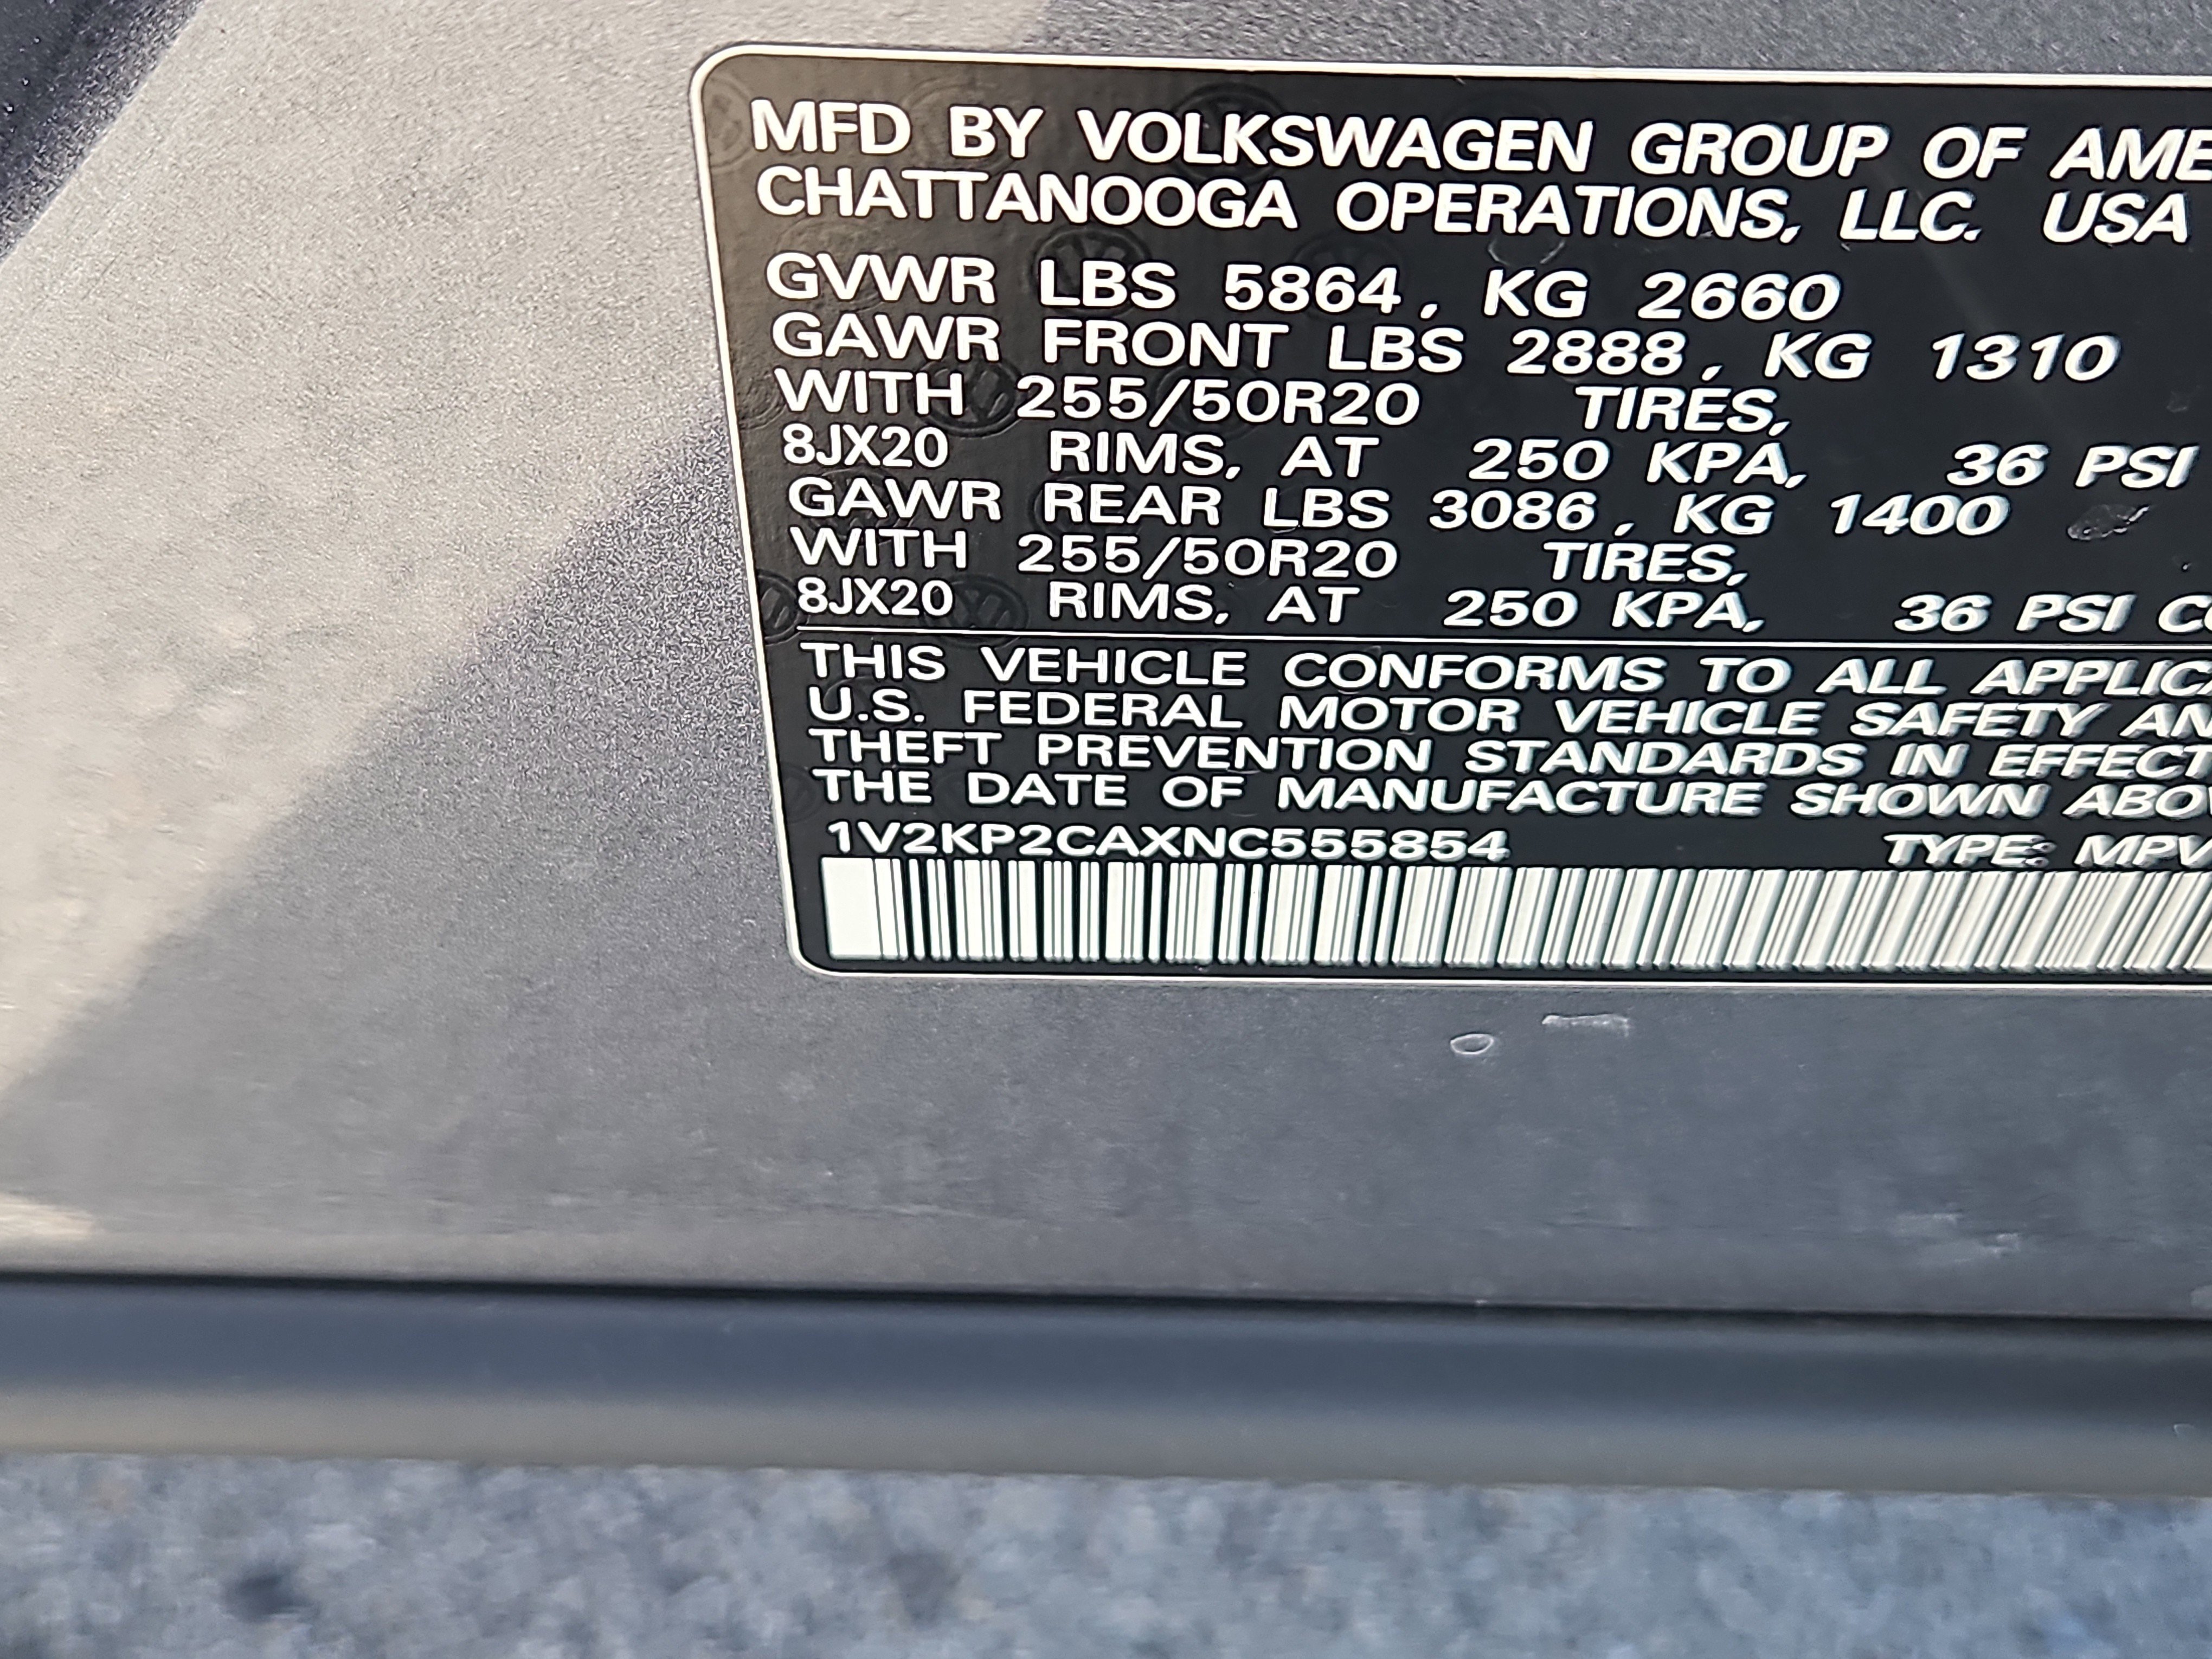 MFD BY VOLKSWAGEN GROUP OF AME
CHATTANOOGA OPERATIONS, LLC. USA
GVWR LBS 5864, KG 2660
GAWR FRONT LBS 2888, KG 1310
WITH 255/50R20 TIRES,
8JX20 RIMS, AT 250 KPA, 36 PSI
GAWR REAR LBS 3086, KG 1400
WITH 255/50R20 TIRES,
8JX20 RIMS, AT 250 KPA, 36 PSI CO
THIS VEHICLE CONFORMS TO ALL APPLICA
U.S. FEDERAL MOTOR VEHICLE SAFETY AN
THEFT PREVENTION STANDARDS IN EFFECT
THE DATE OF MANUFACTURE SHOWN ABOV
1V2KP2CAXNC555854 TYPE: MPV